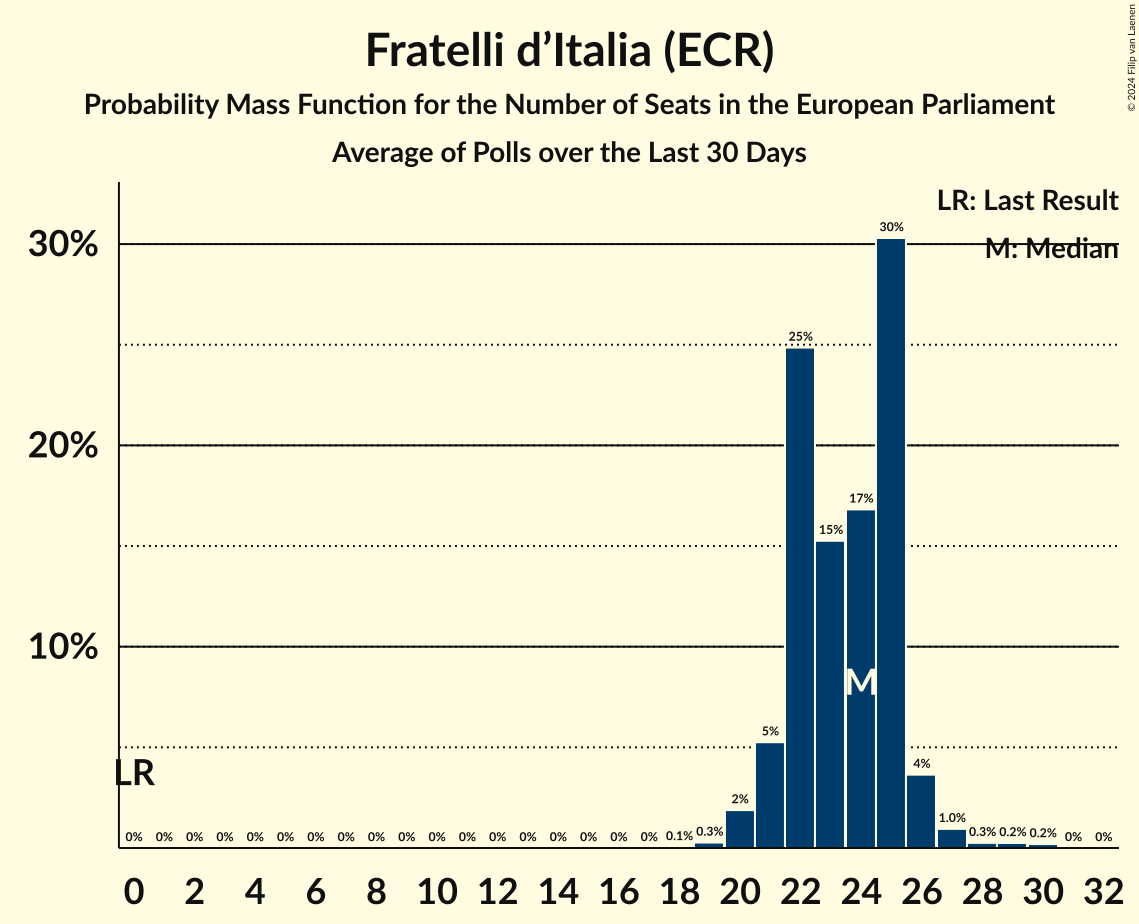 Fratelli d’Italia (ECR)
Probability Mass Function for the Number of Seats in the European Parliament
Average of Polls over the Last 30 Days
© 2024 Filip van Laenen
LR: Last Result
M: Median
30%
20%
10%
30%
25%
17%
15%
M
5%
4%
LR
2%
0% 0% 0% 0% 0% 0% 0% 0% 0% 0% 0% 0% 0% 0% 0% 0% 0% 0% 0.1% 0.3% 1.0% 0.3% 0.2% 0.2% 0% 0%
0 2 4 6 8 10 12 14 16 18 20 22 24 26 28 30 32